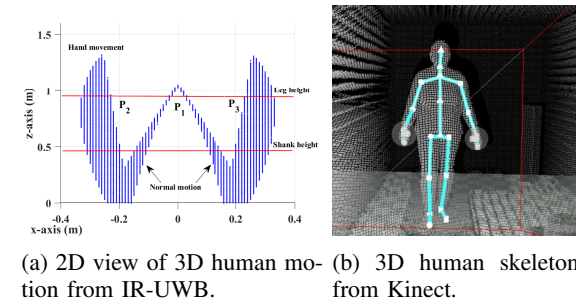 1.5
Hand movement
1
Leg height
P2
P1
P3
z-axis (m)
0.5
Shank height
Normal motion
0
-0.4
-0.2
0
0.2
0.4
x-axis (m)
(a) 2D view of 3D human mo-
tion from IR-UWB.
(b) 3D human skeleton
from Kinect.